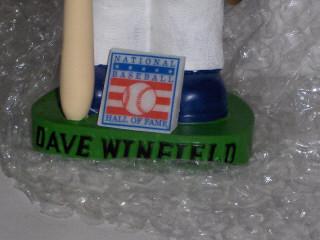 NATIONAL
BASEBALL
HALL OF FAME
DAVE WINFIELD